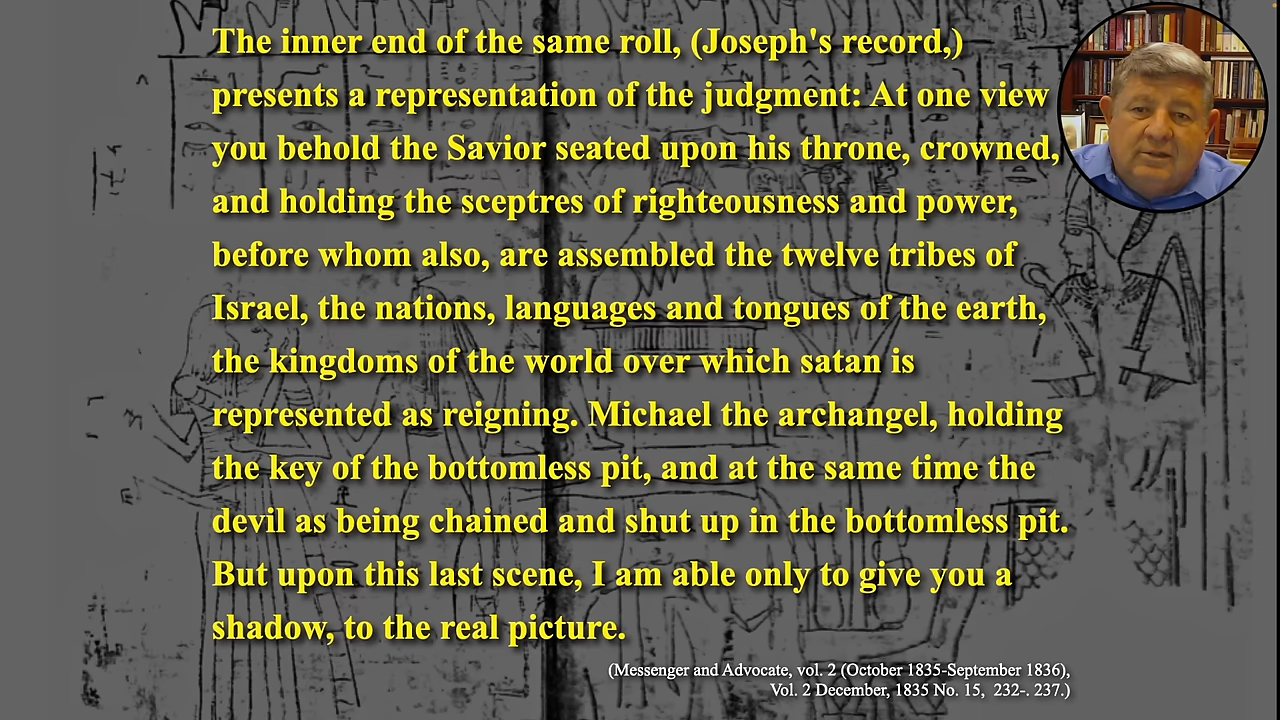 The inner end of the same roll, (Joseph's record,)
presents a representation of the judgment: At one view
you behold the Savior seated upon his throne, crowned,
and holding the sceptres of righteousness and power,
before whom also, are assembled the twelve tribes of
Israel, the nations, languages and tongues of the earth,
the kingdoms of the world over which satan is
represented as reigning. Michael the archangel, holding
the key of the bottomless pit, and at the same time the
devil as being chained and shut up in the bottomless pit.
But upon this last scene, I am able only to give you a
shadow, to the real picture.
(Messenger and Advocate, vol. 2 (October 1835-September 1836),
Vol. 2 December, 1835 No. 15, 232-. 237.)